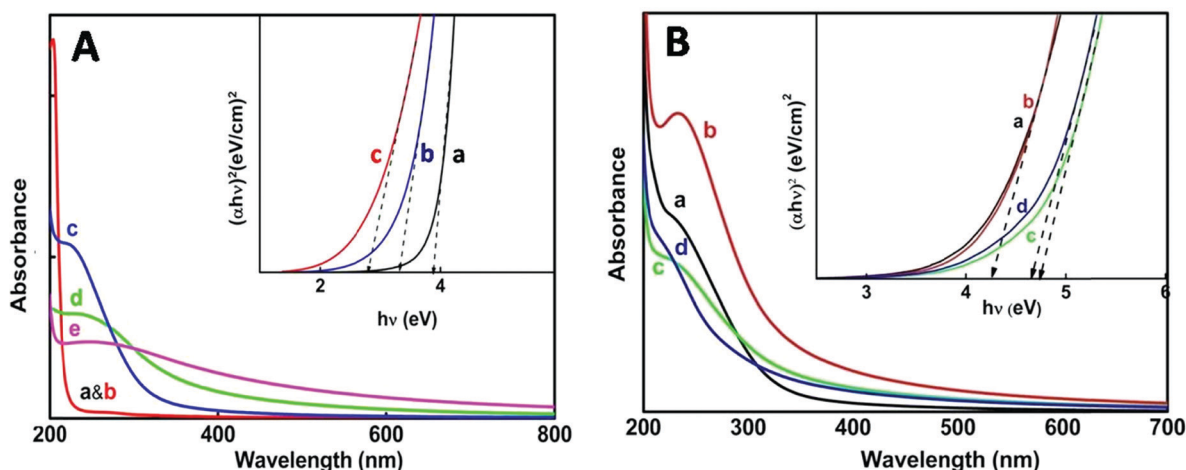 A
Absorbance
c
d
e
a&b
200
400
600
800
Wavelength (nm)
(αhν)²(eV/cm)²
c
b
a
2
4
hν (eV)
B
Absorbance
b
a
d
c
200
300
400
500
600
700
Wavelength (nm)
(αhν)² (eV/cm)²
b
a
d
c
3
4
5
6
hν (eV)